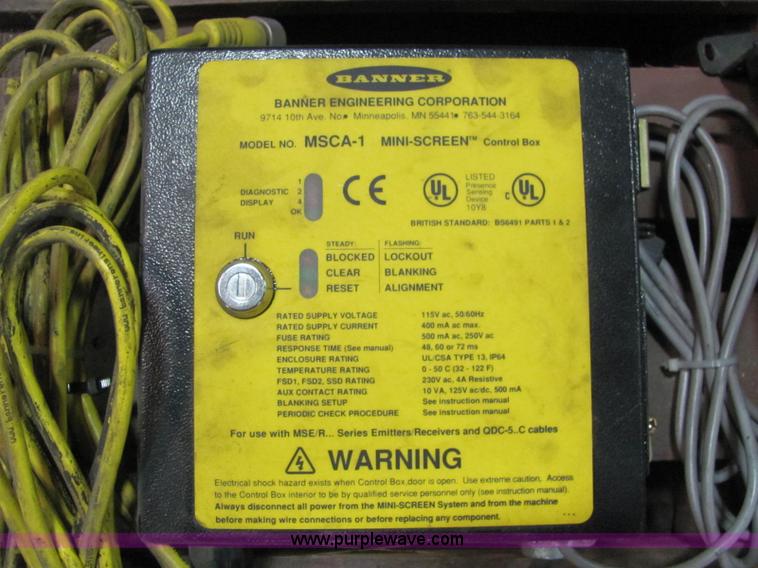 BANNER
BANNER ENGINEERING CORPORATION
9714 10th Ave. No. Minneapolis, MN 55441 763-544-3164
MODEL NO. MSCA-1 MINI-SCREEN™ Control Box
DIAGNOSTIC DISPLAY
1
2
4
OK
CE
UL
LISTED
Presence
Sensing
Device
10Y8
C UL
BRITISH STANDARD: BS6491 PARTS 1 & 2
RUN
STEADY: FLASHING:
BLOCKED LOCKOUT
CLEAR BLANKING
RESET ALIGNMENT
RATED SUPPLY VOLTAGE 115V ac, 50/60Hz
RATED SUPPLY CURRENT 400 mA ac max.
FUSE RATING 500 mA ac, 250V ac
RESPONSE TIME (See manual) 48, 60 or 72 ms
ENCLOSURE RATING UL/CSA TYPE 13, IP64
TEMPERATURE RATING 0 - 50 C (32 - 122 F)
FSD1, FSD2, SSD RATING 230V ac, 4A Resistive
AUX CONTACT RATING 10 VA, 125V ac/dc, 500 mA
BLANKING SETUP See instruction manual
PERIODIC CHECK PROCEDURE See instruction manual
For use with MSE/R... Series Emitters/Receivers and QDC-5..C cables
WARNING
Electrical shock hazard exists when Control Box door is open. Use extreme caution. Access
to the Control Box interior to be by qualified service personnel only (see instruction manual).
Always disconnect all power from the MINI-SCREEN System and from the machine
before making wire connections or before replacing any component.
www.purplewave.com